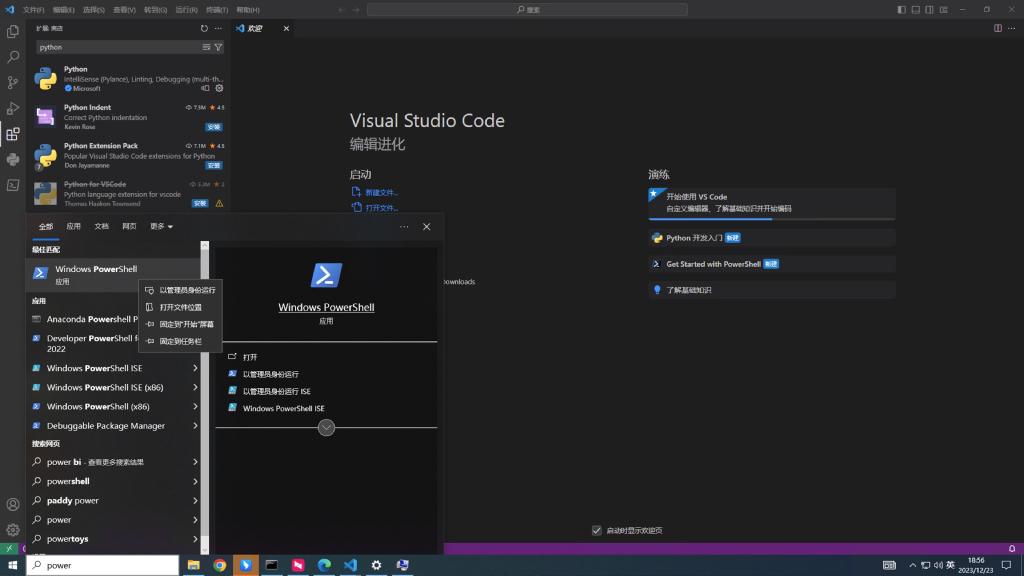 文件(F) 编辑(E) 选择(S) 查看(V) 转到(G) 运行(R) 终端(T) 帮助(H)
搜索
扩展: 商店
欢迎
python
Python
IntelliSense (Pylance), Linting, Debugging (multi-th...
Microsoft
Python Indent 7.9M 4.5
Correct Python indentation
Kevin Rose 安装
Python Extension Pack 7.1M 4.5
Popular Visual Studio Code extensions for Python
Don Jayamanne 安装
Python for VSCode 5.3M 2
Python language extension for vscode
Thomas Haakon Townsend 安装
Visual Studio Code
编辑进化
启动
新建文件...
打开文件...
ownloads
演练
开始使用 VS Code
自定义编辑器、了解基础知识并开始编码
Python 开发入门 新建
Get Started with PowerShell 新建
了解基础知识
启动时显示欢迎页
全部 应用 文档 网页 更多
最佳匹配
Windows PowerShell
应用
以管理员身份运行
打开文件位置
固定到"开始"屏幕
固定到任务栏
应用
Anaconda Powershell P
Developer PowerShell f
2022
Windows PowerShell ISE
Windows PowerShell ISE (x86)
Windows PowerShell (x86)
Debuggable Package Manager
搜索网页
power bi - 查看更多搜索结果
powershell
paddy power
power
powertoys
Windows PowerShell
应用
打开
以管理员身份运行
以管理员身份运行 ISE
Windows PowerShell ISE
power
英
18:56
2023/12/23